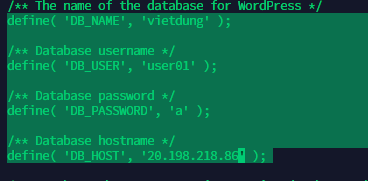 /** The name of the database for WordPress */
define( 'DB_NAME', 'vietdung' );
/** Database username */
define( 'DB_USER', 'user01' );
/** Database password */
define( 'DB_PASSWORD', 'a' );
/** Database hostname */
define( 'DB_HOST', '20.198.218.86' );